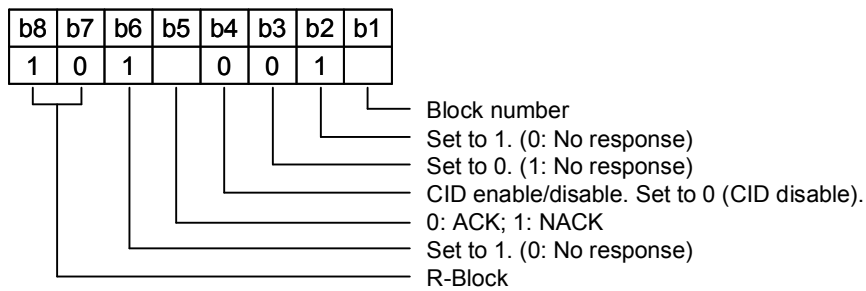 b8 b7 b6 b5 b4 b3 b2 b1
1 0 1 0 0 1
Block number
Set to 1. (0: No response)
Set to 0. (1: No response)
CID enable/disable. Set to 0 (CID disable).
0: ACK; 1: NACK
Set to 1. (0: No response)
R-Block